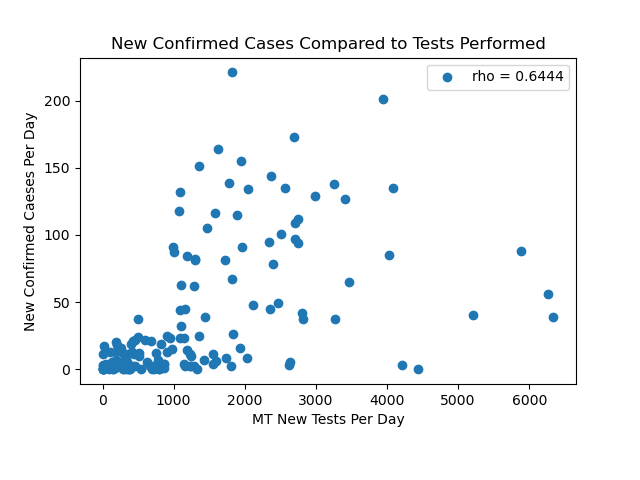 New Confirmed Cases Compared to Tests Performed
rho = 0.6444
200
150
100
50
0
New Confirmed Caeses Per Day
0 1000 2000 3000 4000 5000 6000
MT New Tests Per Day